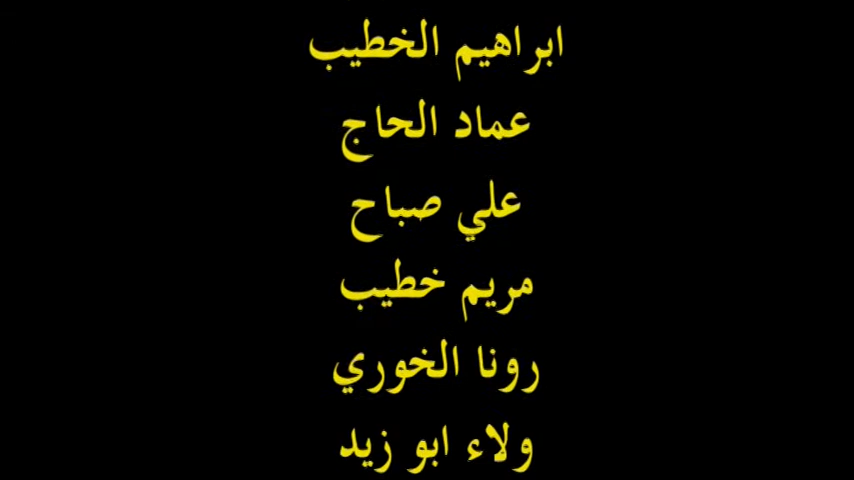 ابراهيم الخطيب
عماد الحاج
علي صباح
مريم خطيب
رونا الخوري
ولاء ابو زيد